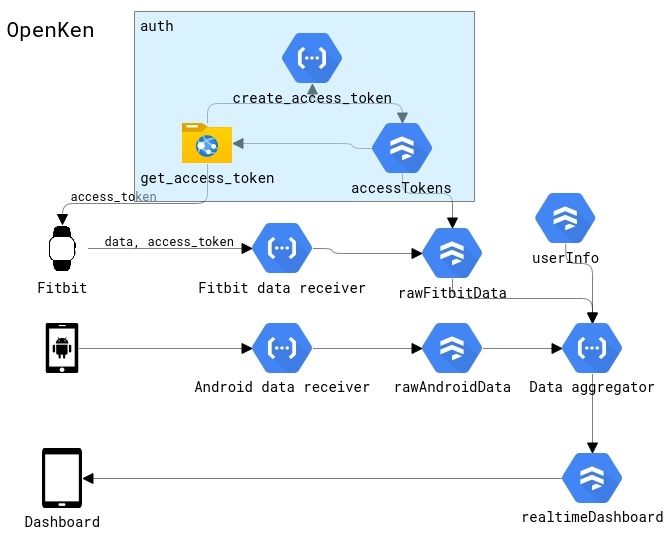 OpenKen
auth
create_access_token
get_access_token
accessTokens
access_token
data, access_token
userInfo
Fitbit
Fitbit data receiver
rawFitbitData
Android data receiver
rawAndroidData
Data aggregator
Dashboard
realtimeDashboard